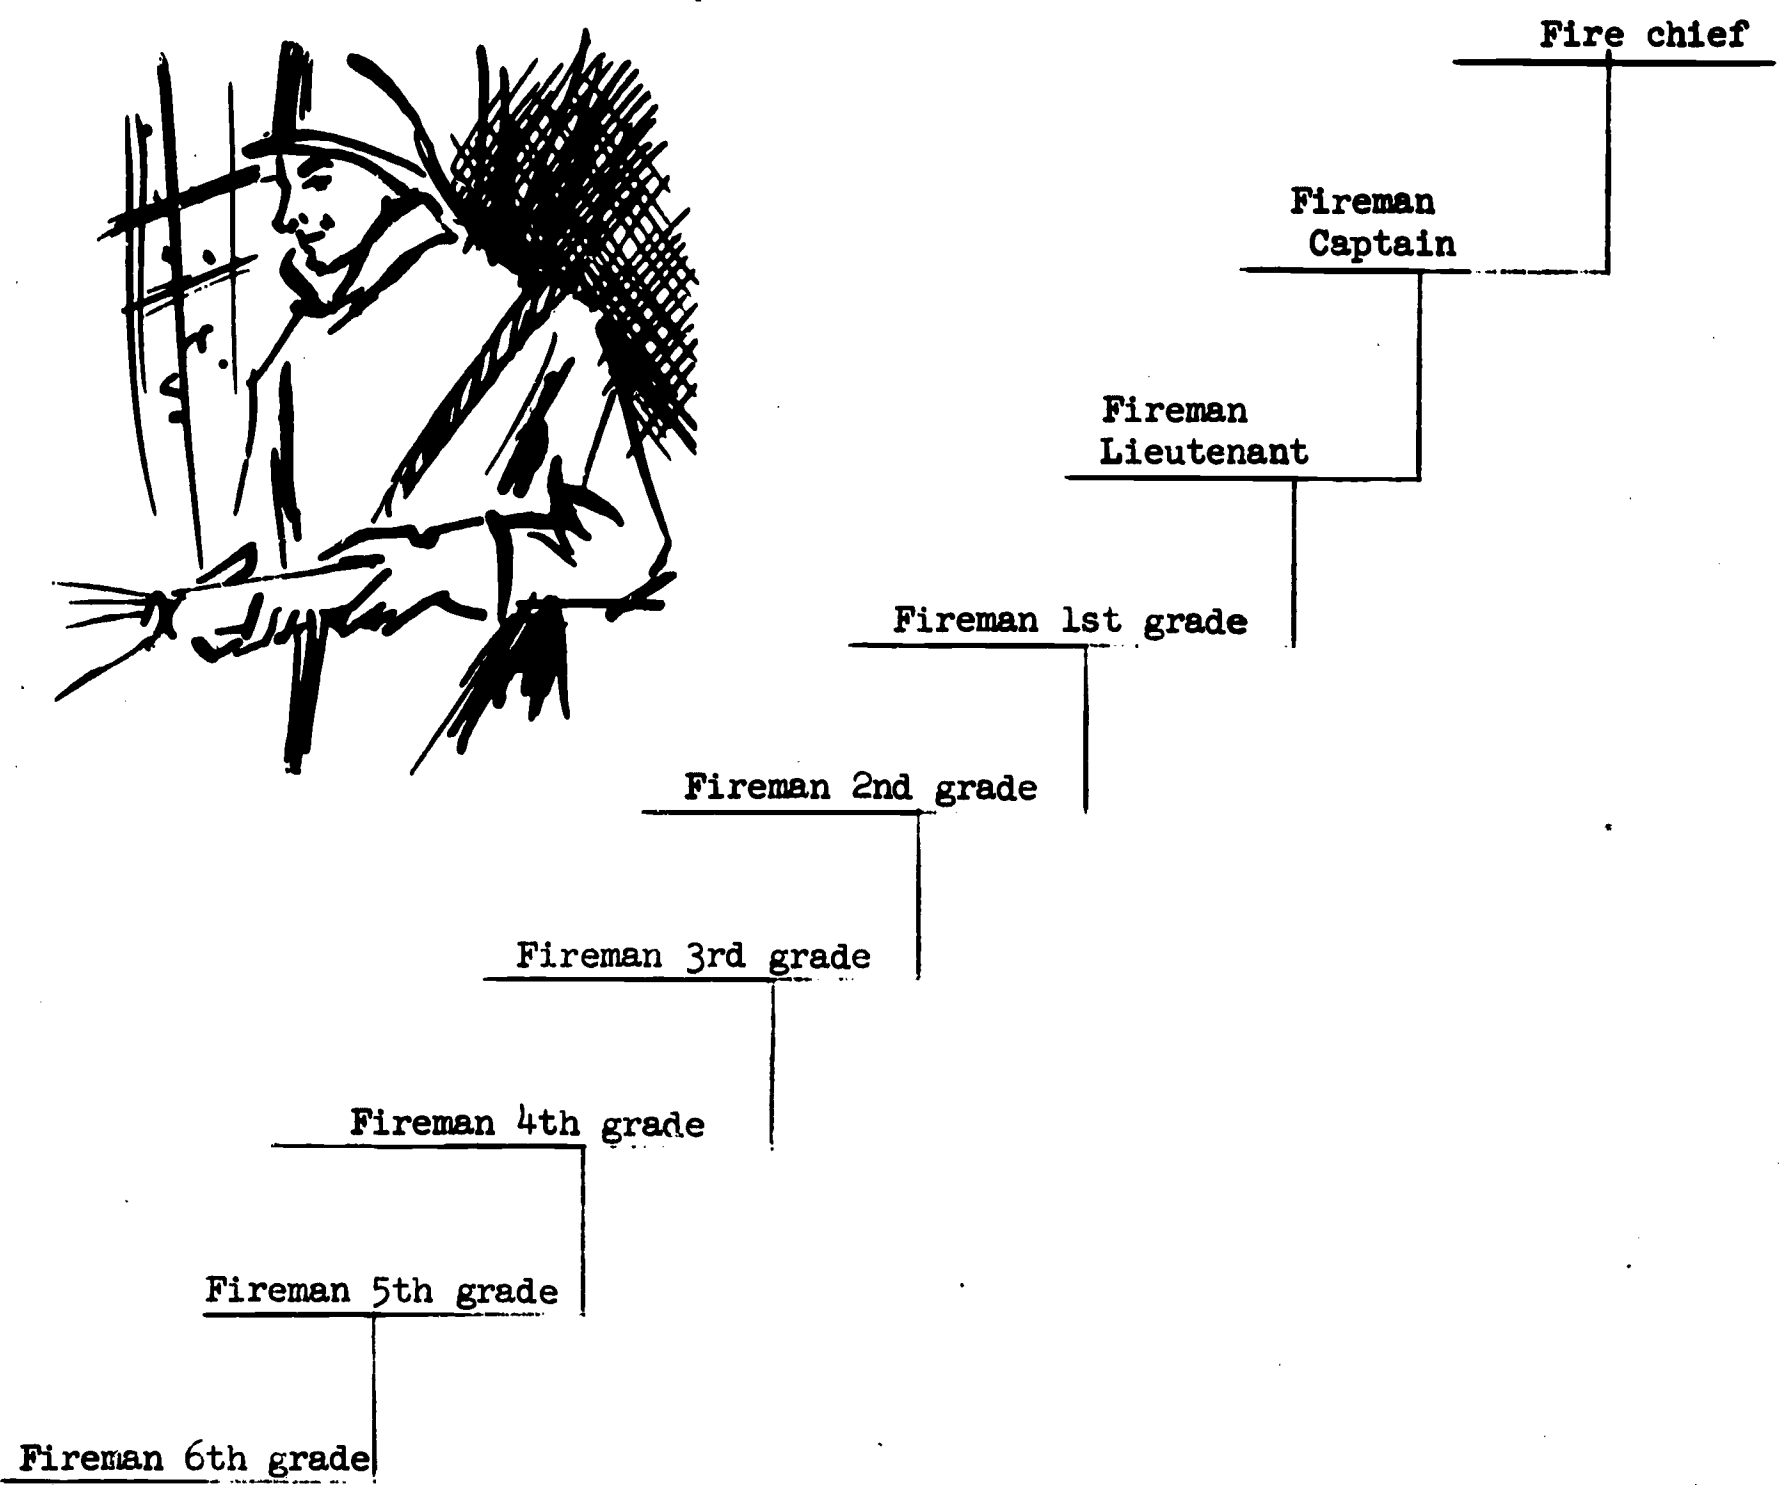 Fire chief
Fireman
Captain
Fireman
Lieutenant
Fireman 1st grade
Fireman 2nd grade
Fireman 3rd grade
Fireman 4th grade
Fireman 5th grade
Fireman 6th grade